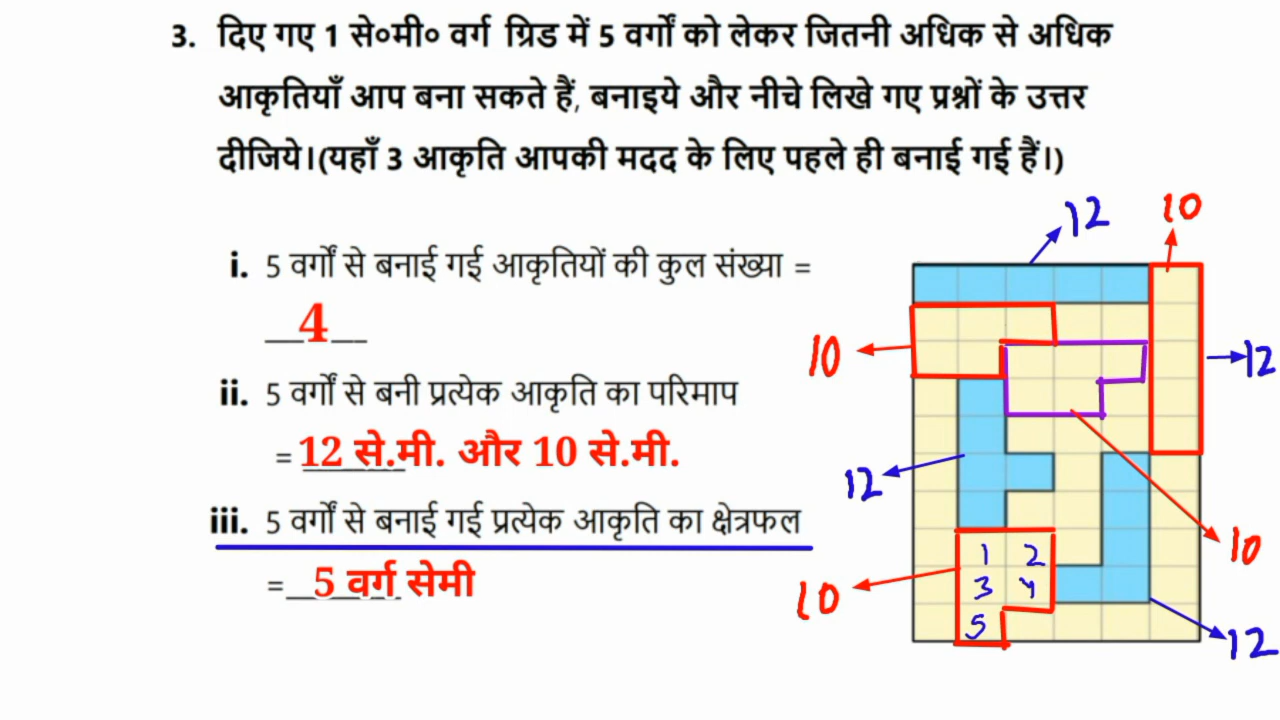 3. दिए गए 1 से०मी० वर्ग ग्रिड में 5 वर्गों को लेकर जितनी अधिक से अधिक
आकृतियाँ आप बना सकते हैं, बनाइये और नीचे लिखे गए प्रश्नों के उत्तर
दीजिये।(यहाँ 3 आकृति आपकी मदद के लिए पहले ही बनाई गई हैं।)
i. 5 वर्गों से बनाई गई आकृतियों की कुल संख्या =
__4__
ii. 5 वर्गों से बनी प्रत्येक आकृति का परिमाप
= 12 से.मी. और 10 से.मी.
iii. 5 वर्गों से बनाई गई प्रत्येक आकृति का क्षेत्रफल
=__5 वर्ग सेमी
12
10
10
12
12
10
1 2
3 4
5
10
12